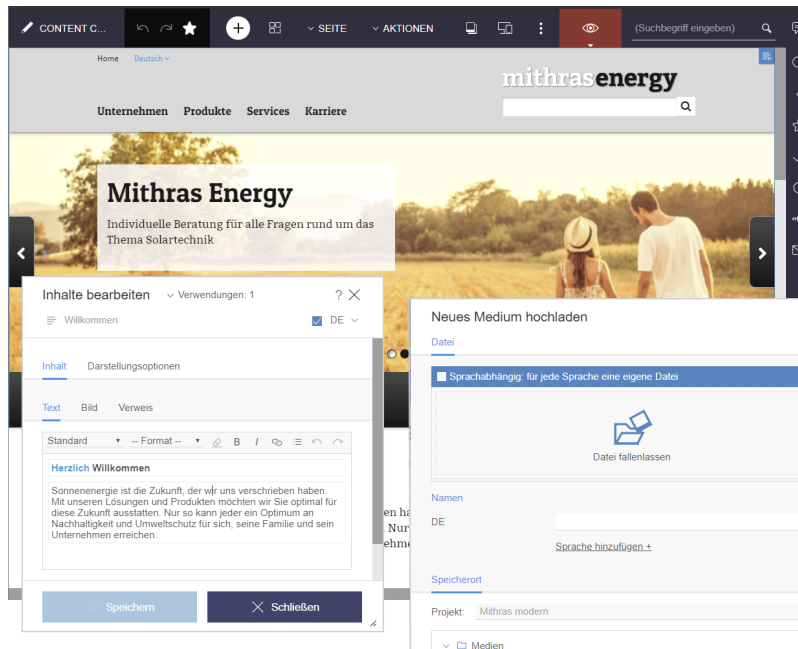 CONTENT C...
SEITE
AKTIONEN
(Suchbegriff eingeben)
Home Deutsch
mithrasenergy
Unternehmen Produkte Services Karriere
Mithras Energy
Individuelle Beratung für alle Fragen rund um das
Thema Solartechnik
Inhalte bearbeiten Verwendungen: 1 ?
Willkommen DE
Inhalt Darstellungsoptionen
Text Bild Verweis
Standard -- Format -- B I
Herzlich Willkommen
Sonnenenergie ist die Zukunft, der wir uns verschrieben haben.
Mit unseren Lösungen und Produkten möchten wir Sie optimal für
diese Zukunft ausstatten. Nur so kann jeder ein Optimum an
Nachhaltigkeit und Umweltschutz für sich, seine Familie und sein
Unternehmen erreichen.
Speichern Schließen
en ha
Nur
ehme
Neues Medium hochladen
Datei
Sprachabhängig: für jede Sprache eine eigene Datei
Datei fallenlassen
Namen
DE
Sprache hinzufügen +
Speicherort
Projekt: Mithras modern
Medien